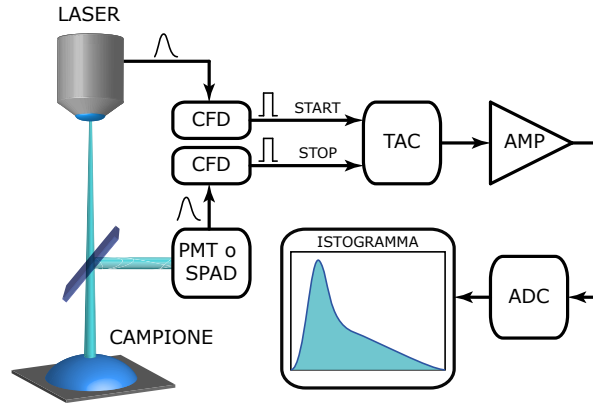 LASER
CFD
START
CFD
STOP
TAC
AMP
PMT o
SPAD
ISTOGRAMMA
ADC
CAMPIONE